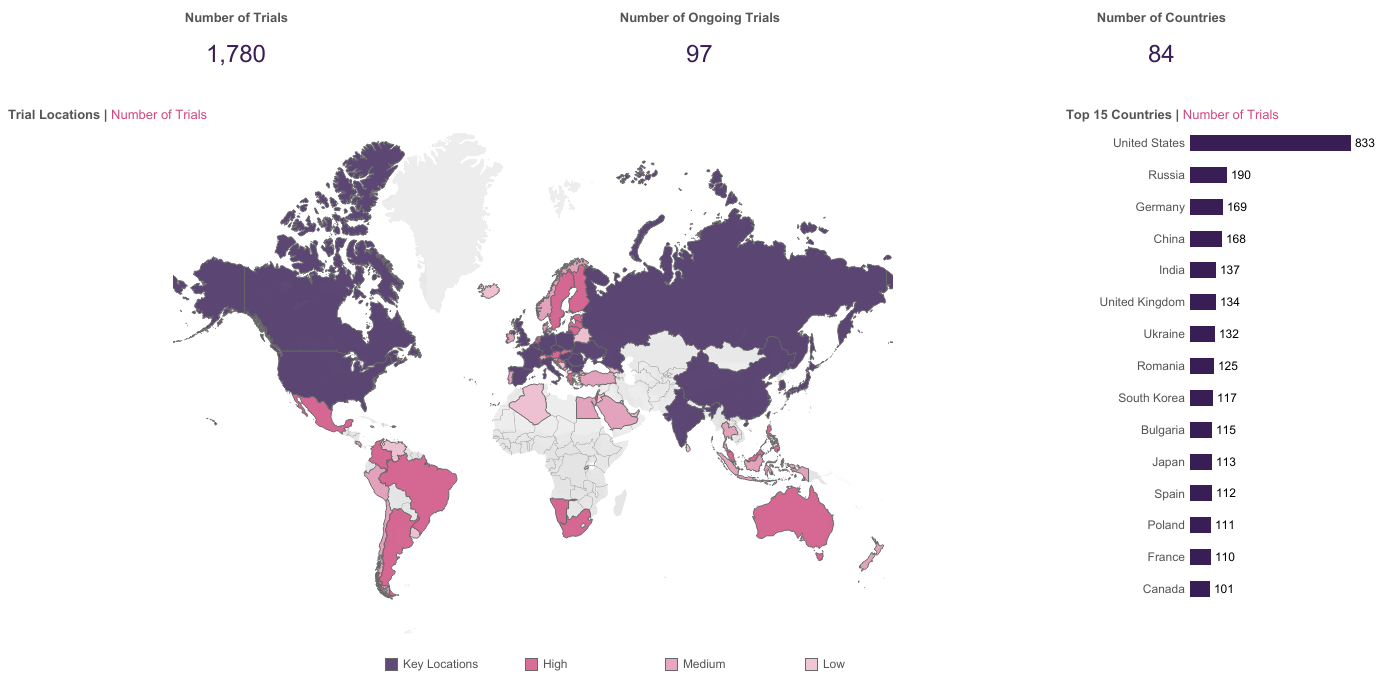 Number of Trials
1,780
Number of Ongoing Trials
97
Number of Countries
84
Trial Locations | Number of Trials
Top 15 Countries | Number of Trials
United States 833
Russia 190
Germany 169
China 168
India 137
United Kingdom 134
Ukraine 132
Romania 125
South Korea 117
Bulgaria 115
Japan 113
Spain 112
Poland 111
France 110
Canada 101
Key Locations
High
Medium
Low